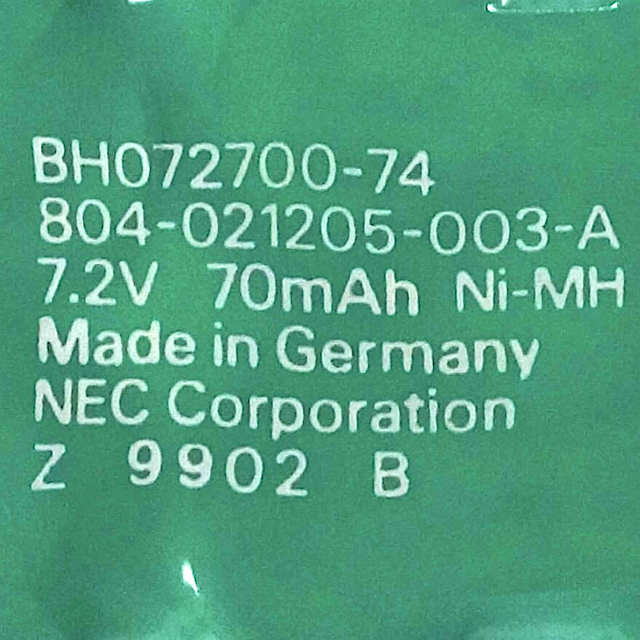 BH072700-74
804-021205-003-A
7.2V 70mAh Ni-MH
Made in Germany
NEC Corporation
Z 9902 B